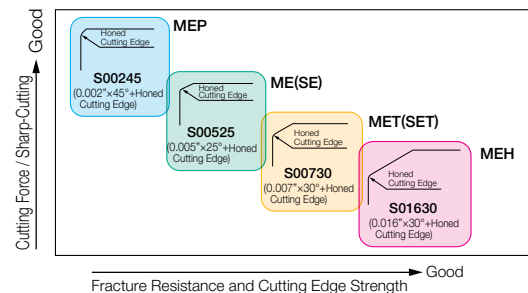 Good
Cutting Force / Sharp-Cutting
MEP
Honed
Cutting Edge
S00245
(0.002"×45°+Honed
Cutting Edge)
ME(SE)
Honed
Cutting Edge
S00525
(0.005"×25°+Honed
Cutting Edge)
MET(SET)
Honed
Cutting Edge
S00730
(0.007"×30°+Honed
Cutting Edge)
MEH
Honed
Cutting Edge
S01630
(0.016"×30°+Honed
Cutting Edge)
Good
Fracture Resistance and Cutting Edge Strength